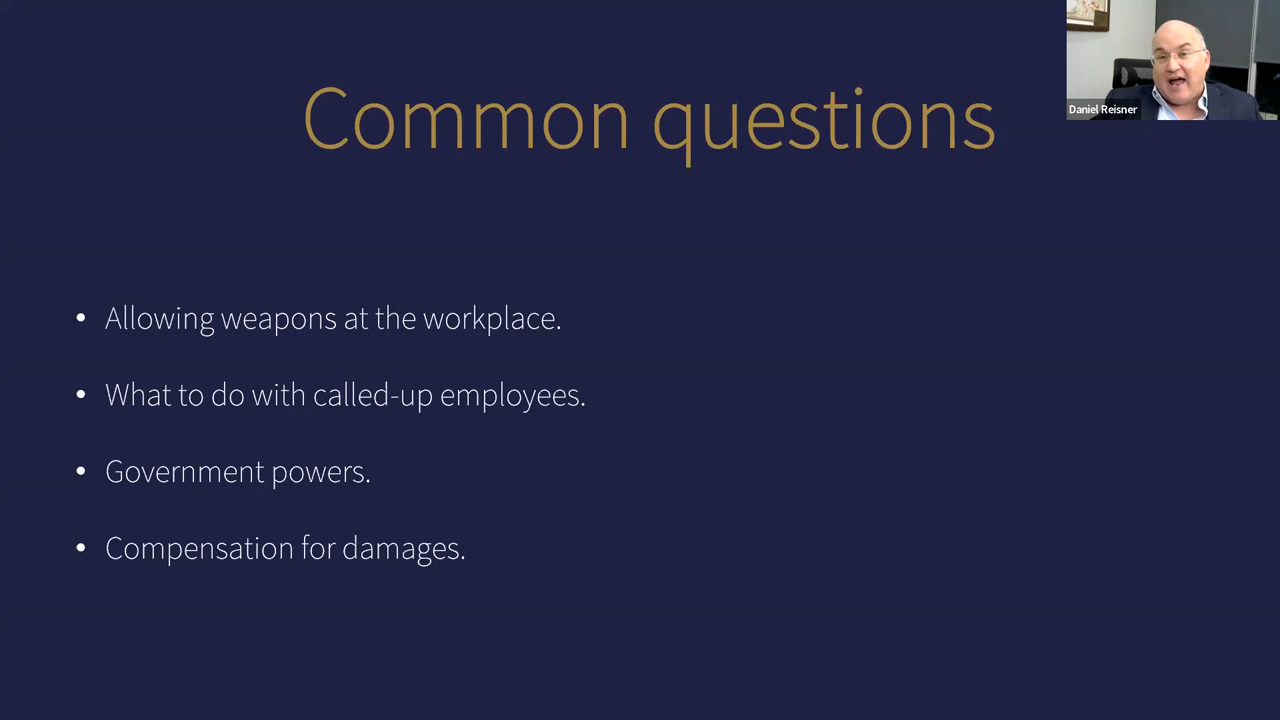 Common questions
Daniel Reisner
• Allowing weapons at the workplace.
• What to do with called-up employees.
• Government powers.
• Compensation for damages.